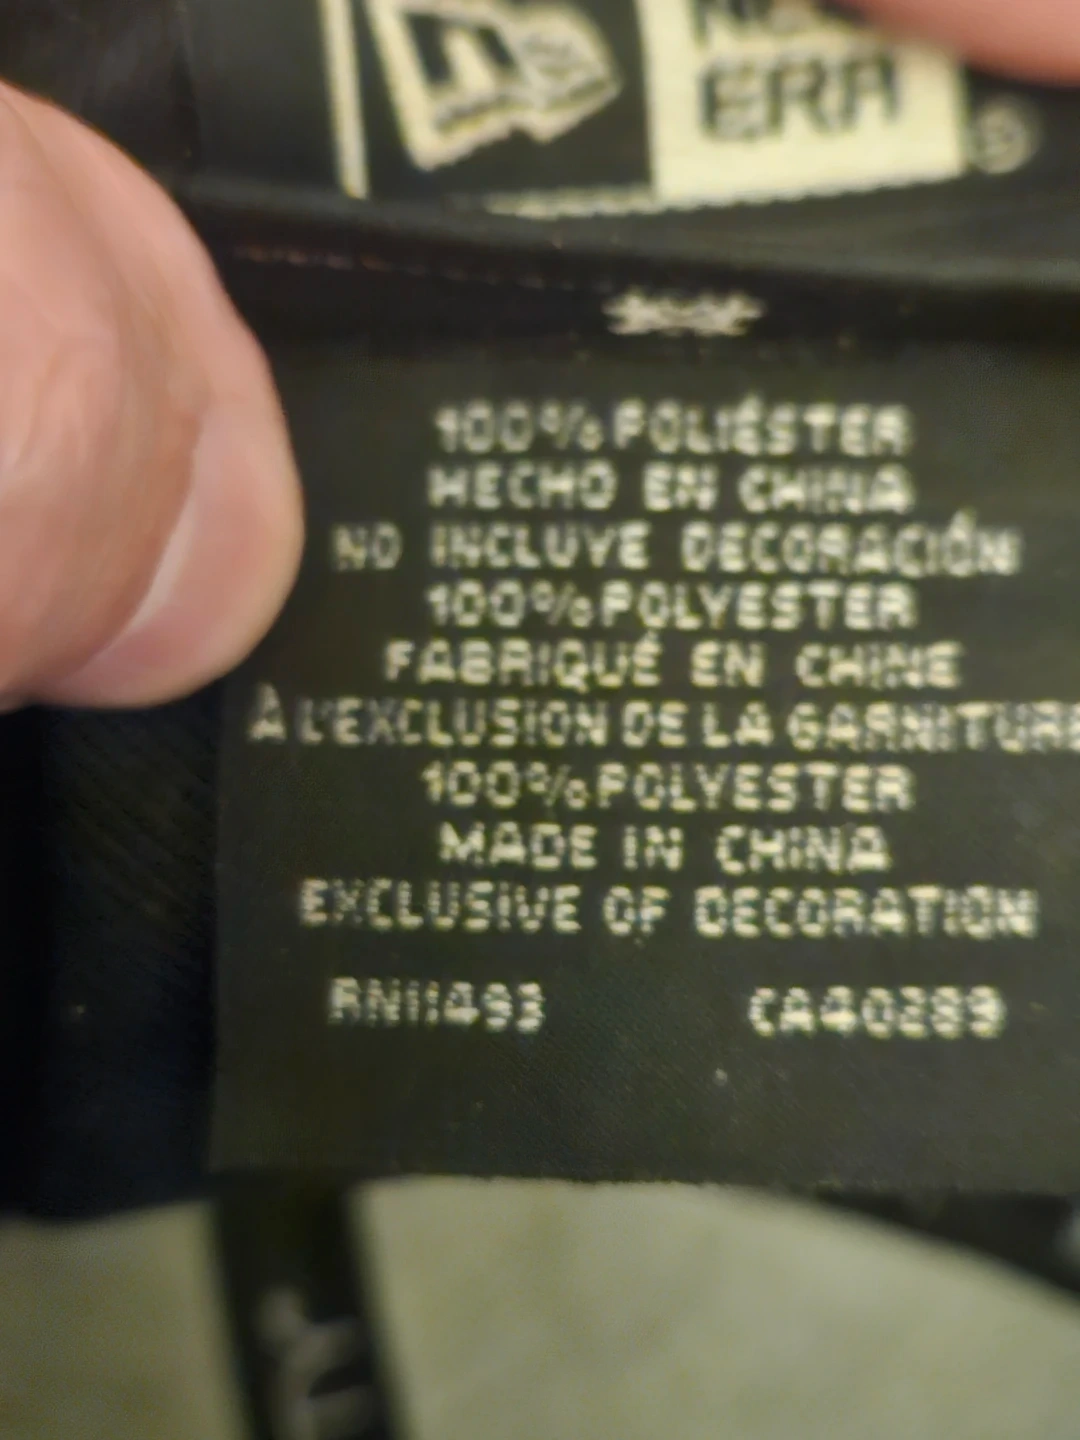 ERA
100% POLIÉSTER
HECHO EN CHINA
NO INCLUYE DECORACIÓN
100% POLYESTER
FABRIQUÉ EN CHINE
À L'EXCLUSION DE LA GARNITURE
100% POLYESTER
MADE IN CHINA
EXCLUSIVE OF DECORATION
RN11493 CA40289